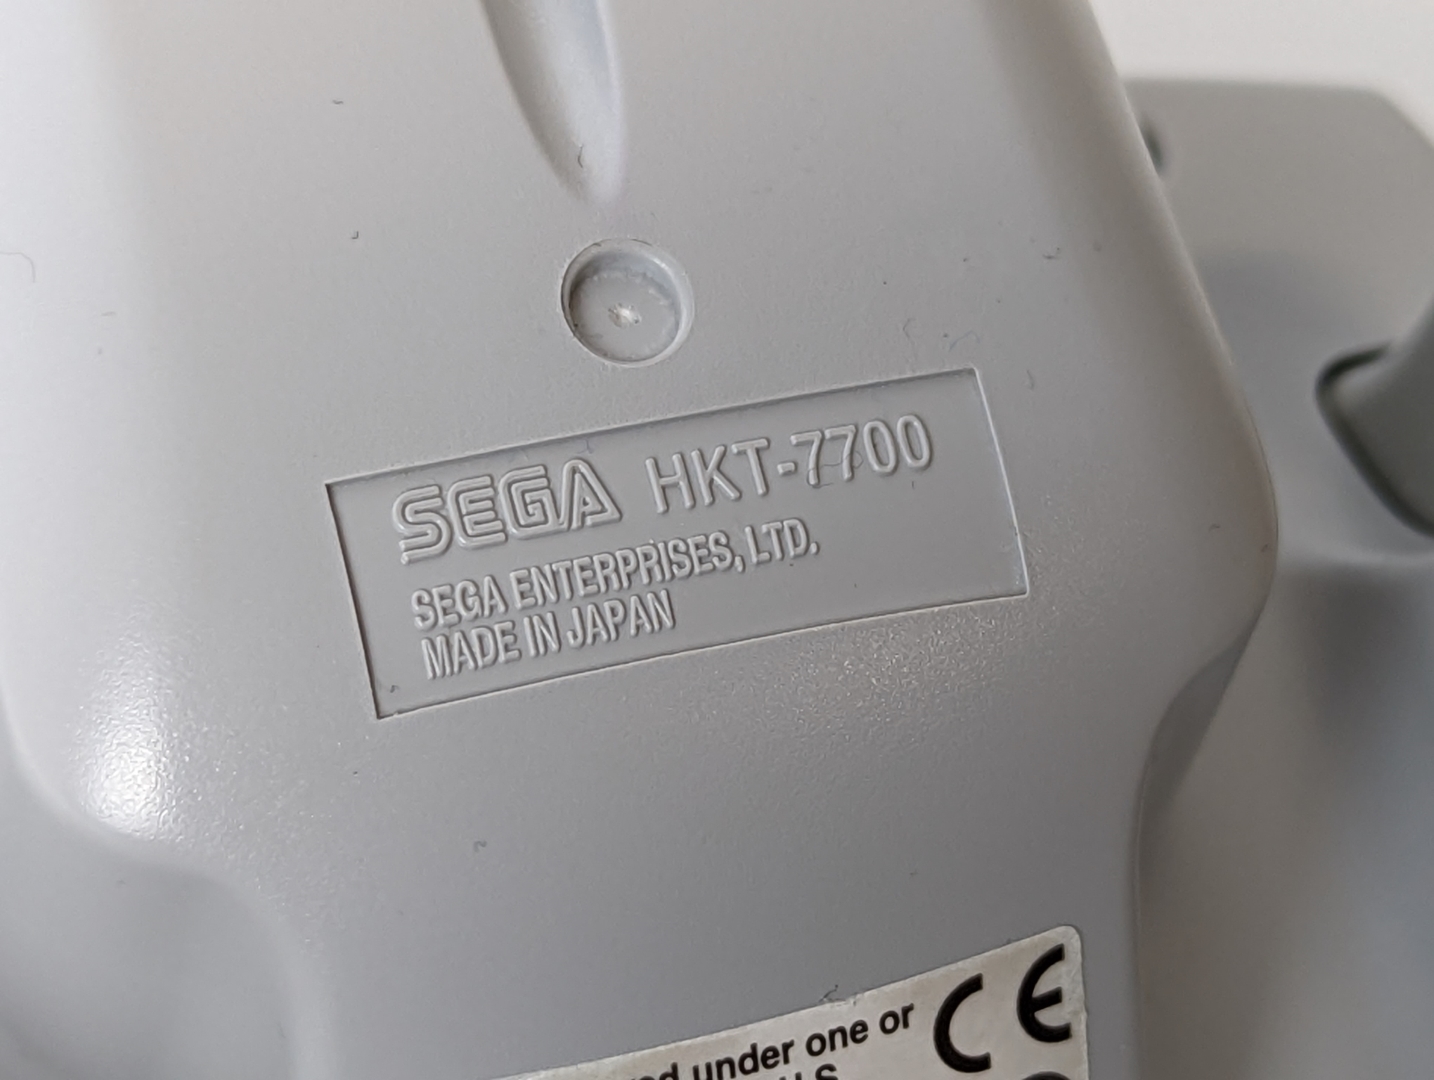 SEGA HKT-7700
SEGA ENTERPRISES, LTD.
MADE IN JAPAN
under one or
CE